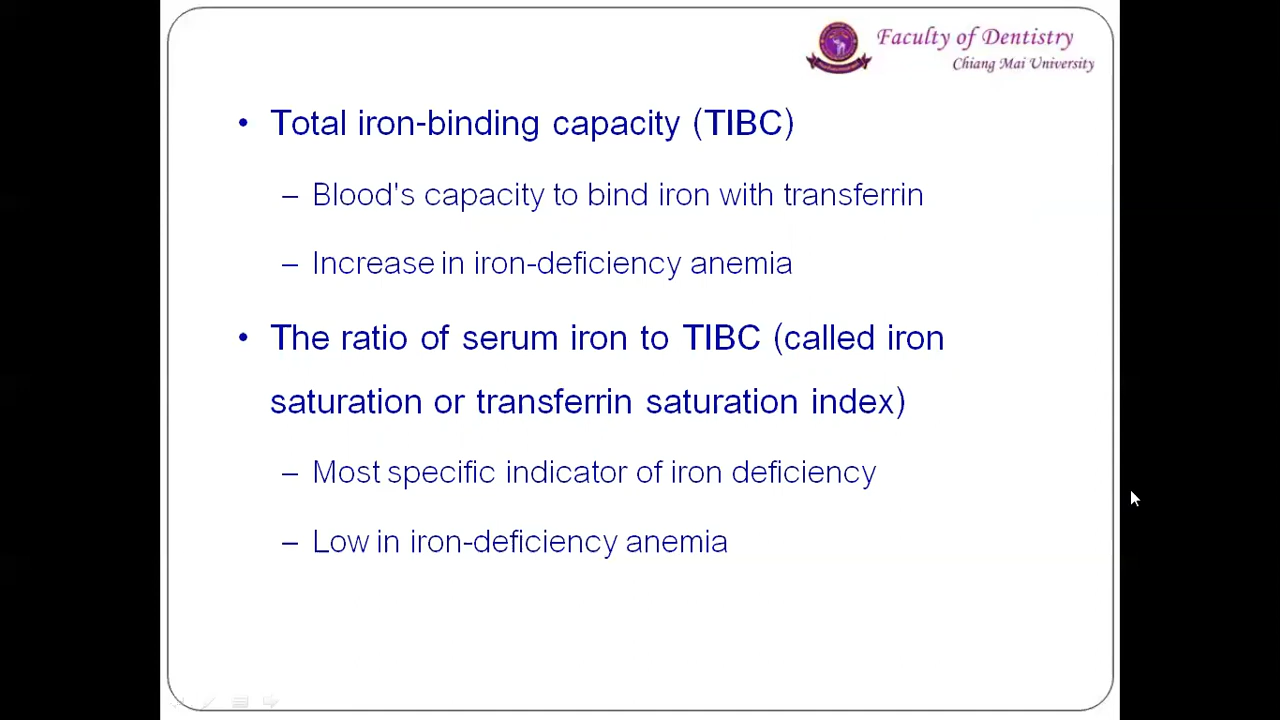 Faculty of Dentistry
Chiang Mai University
• Total iron-binding capacity (TIBC)
– Blood's capacity to bind iron with transferrin
– Increase in iron-deficiency anemia
• The ratio of serum iron to TIBC (called iron
saturation or transferrin saturation index)
– Most specific indicator of iron deficiency
– Low in iron-deficiency anemia